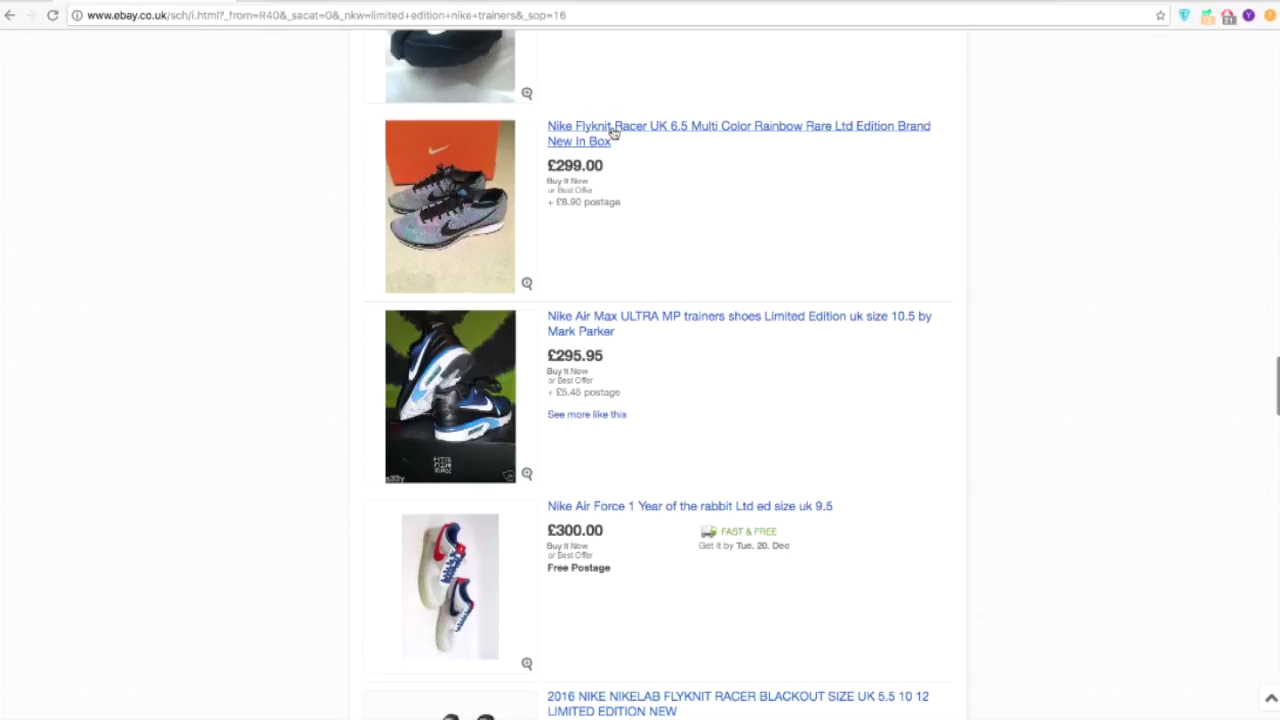 www.ebay.co.uk/sch/i.html?_from=R40&_sacat=0&_nkw=limited+edition+nike+trainers&_sop=16
21
Y
Nike Flyknit Racer UK 6.5 Multi Color Rainbow Rare Ltd Edition Brand
New In Box
£299.00
Buy It Now
or Best Offer
+ £8.90 postage
Nike Air Max ULTRA MP trainers shoes Limited Edition uk size 10.5 by
Mark Parker
£295.95
Buy It Now
or Best Offer
+ £5.45 postage
See more like this
Nike Air Force 1 Year of the rabbit Ltd ed size uk 9.5
£300.00
Buy It Now
or Best Offer
Free Postage
FAST & FREE
Get it by Tue, 20. Dec
2016 NIKE NIKELAB FLYKNIT RACER BLACKOUT SIZE UK 5.5 10 12
LIMITED EDITION NEW